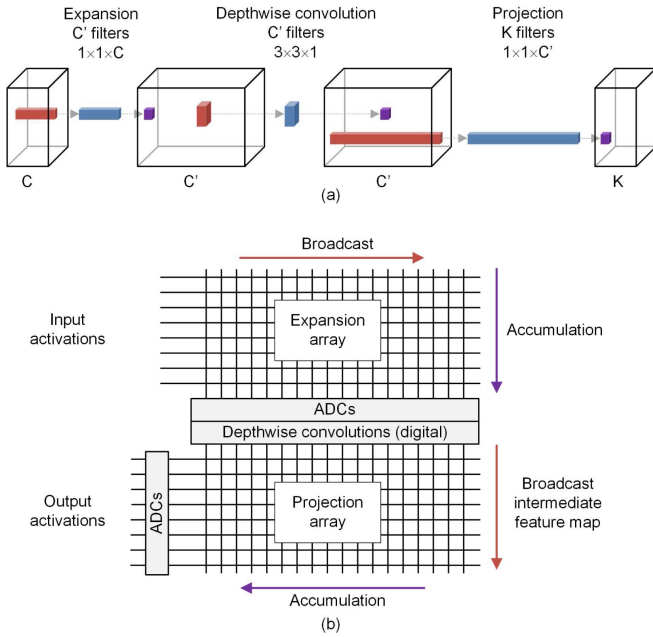 Expansion
C' filters
1×1×C
Depthwise convolution
C' filters
3×3×1
Projection
K filters
1×1×C'
C
C'
C'
K
(a)
Broadcast
Input
activations
Expansion
array
Accumulation
ADCs
Depthwise convolutions (digital)
Output
activations
ADCs
Projection
array
Broadcast
intermediate
feature map
Accumulation
(b)